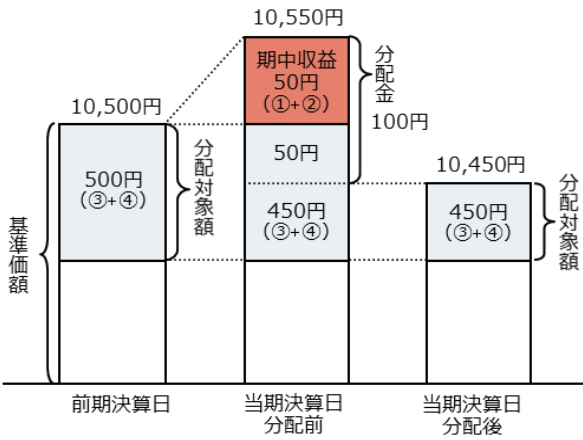 10,550円
期中収益
50円
(①+②)
分配金
100円
10,500円
50円
10,450円
500円
(③+④)
分配対象額
450円
(③+④)
450円
(③+④)
分配対象額
基準価額
前期決算日
当期決算日
分配前
当期決算日
分配後